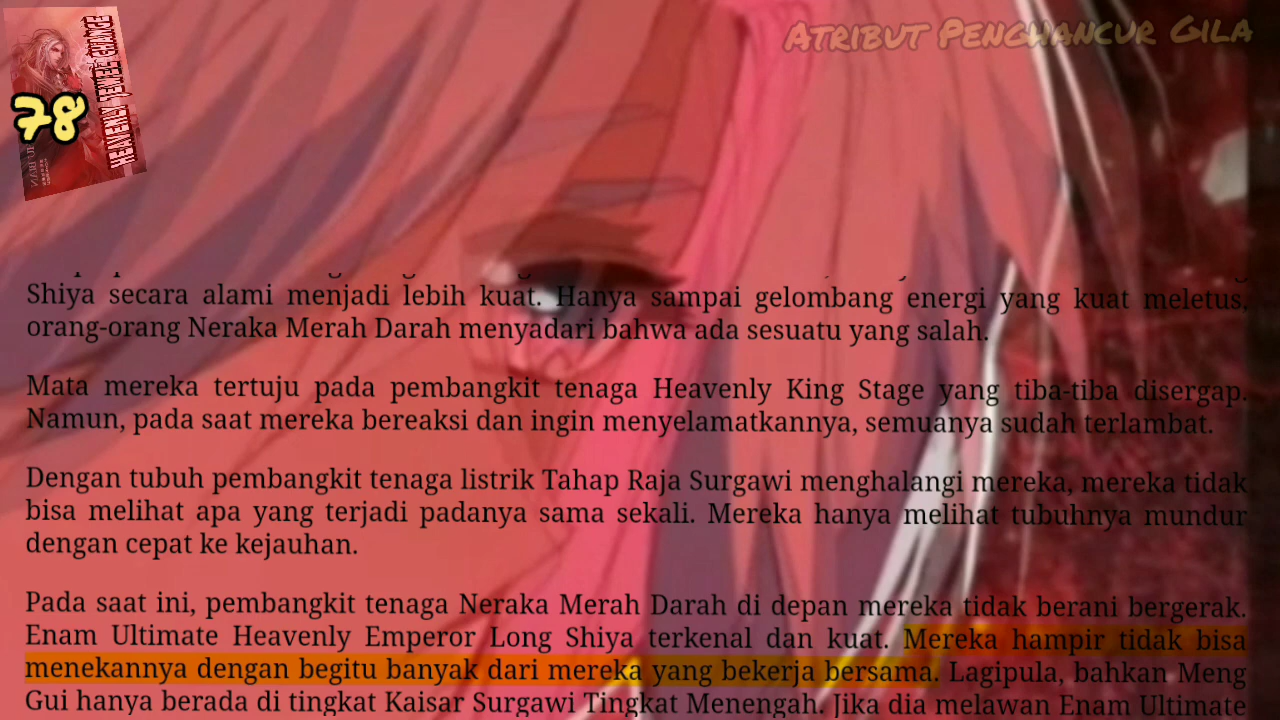 Atribut Penghancur Gila
HEAVENLY JEWEL CHANGE
78
Shiya secara alami menjadi lebih kuat. Hanya sampai gelombang energi yang kuat meletus,
orang-orang Neraka Merah Darah menyadari bahwa ada sesuatu yang salah.
Mata mereka tertuju pada pembangkit tenaga Heavenly King Stage yang tiba-tiba disergap.
Namun, pada saat mereka bereaksi dan ingin menyelamatkannya, semuanya sudah terlambat.
Dengan tubuh pembangkit tenaga listrik Tahap Raja Surgawi menghalangi mereka, mereka tidak
bisa melihat apa yang terjadi padanya sama sekali. Mereka hanya melihat tubuhnya mundur
dengan cepat ke kejauhan.
Pada saat ini, pembangkit tenaga Neraka Merah Darah di depan mereka tidak berani bergerak.
Enam Ultimate Heavenly Emperor Long Shiya terkenal dan kuat. Mereka hampir tidak bisa
menekannya dengan begitu banyak dari mereka yang bekerja bersama. Lagipula, bahkan Meng
Gui hanya berada di tingkat Kaisar Surgawi Tingkat Menengah. Jika dia melawan Enam Ultimate